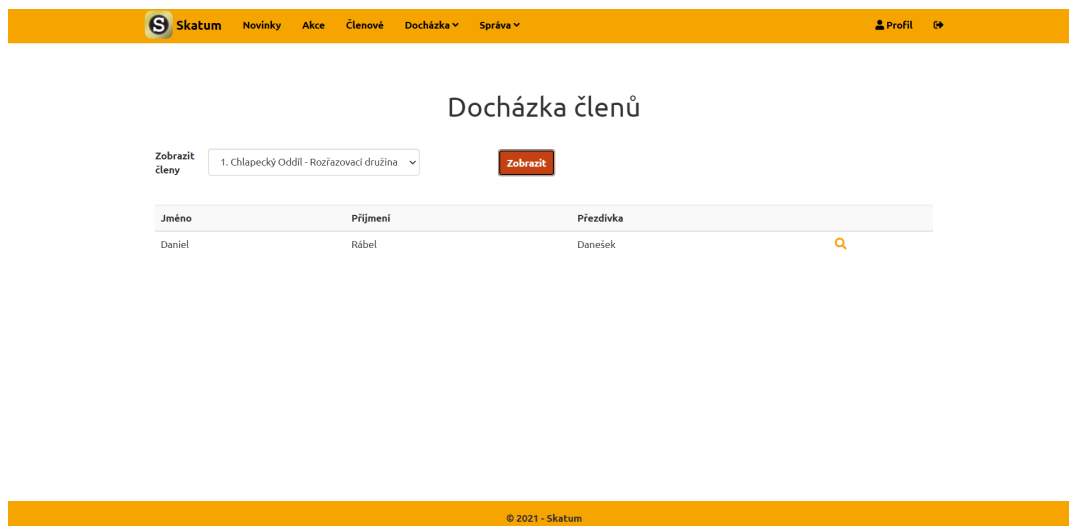 S Skatum Novinky Akce Členové Docházka Správa Profil
Docházka členů
Zobrazit členy 1. Chlapecký Oddíl - Rozřazovací družina Zobrazit
Jméno Příjmení Přezdívka
Daniel Rábel Danešek
© 2021 - Skatum